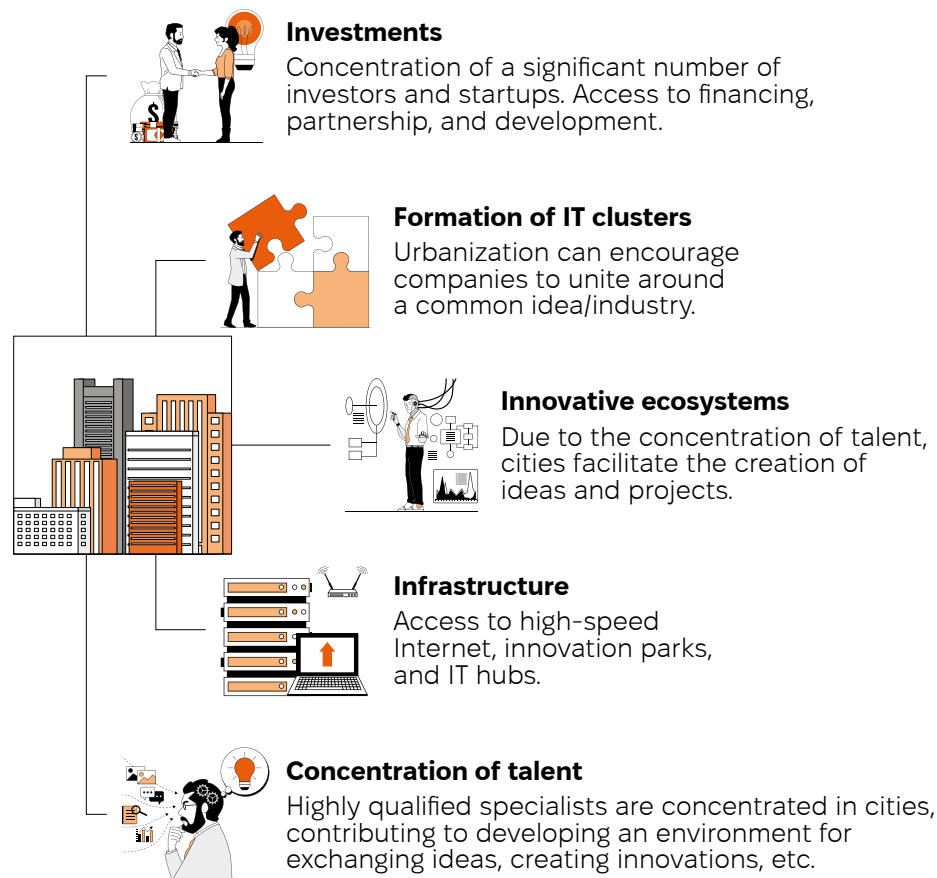 Investments
Concentration of a significant number of
investors and startups. Access to financing,
partnership, and development.
$
$
$
Formation of IT clusters
Urbanization can encourage
companies to unite around
a common idea/industry.
Innovative ecosystems
Due to the concentration of talent,
cities facilitate the creation of
ideas and projects.
Infrastructure
Access to high-speed
Internet, innovation parks,
and IT hubs.
Concentration of talent
Highly qualified specialists are concentrated in cities,
contributing to developing an environment for
exchanging ideas, creating innovations, etc.